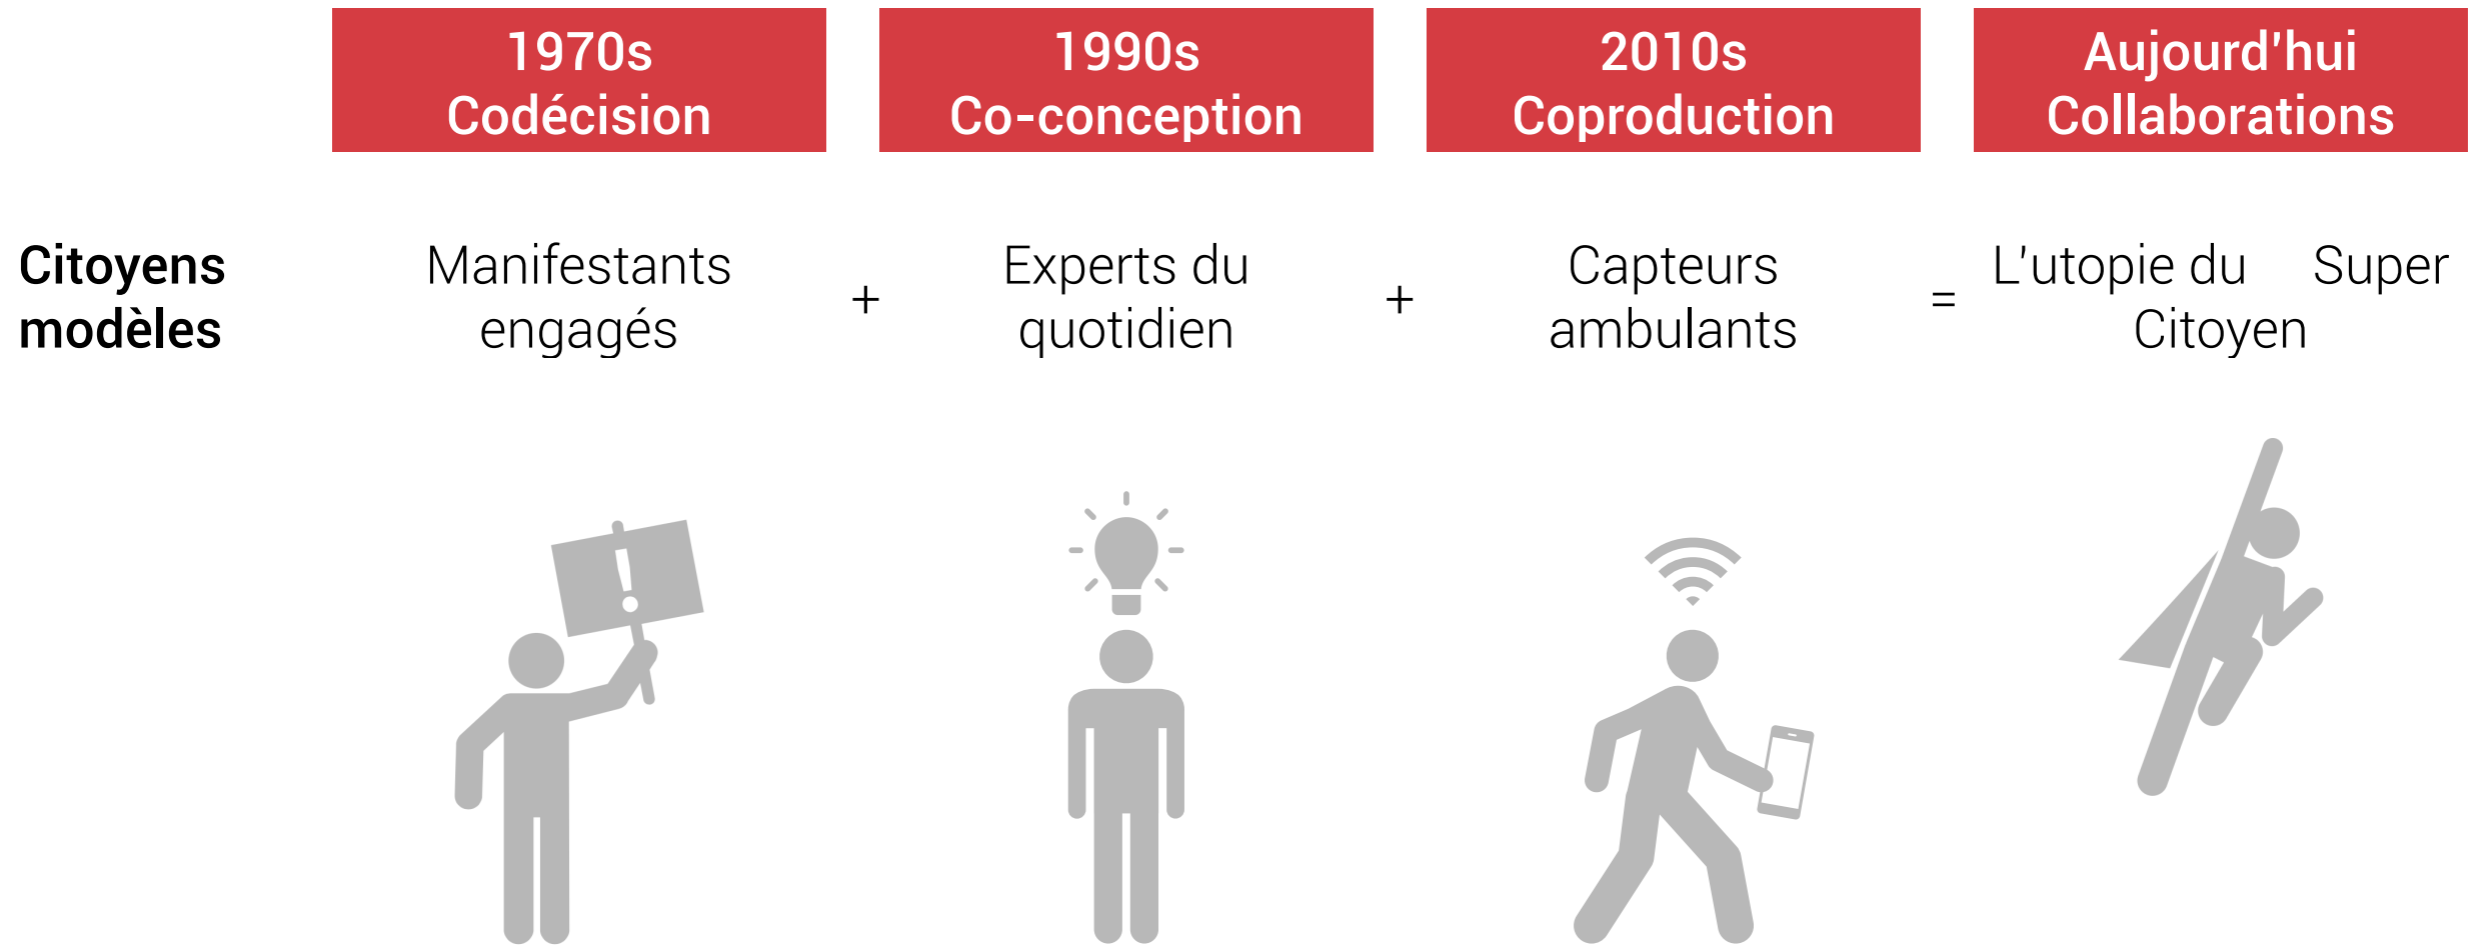 1970s
Codécision
1990s
Co-conception
2010s
Coproduction
Aujourd'hui
Collaborations
Citoyens
modèles
Manifestants
engagés
+
Experts du
quotidien
+
Capteurs
ambulants
=
L'utopie du Super
Citoyen
!